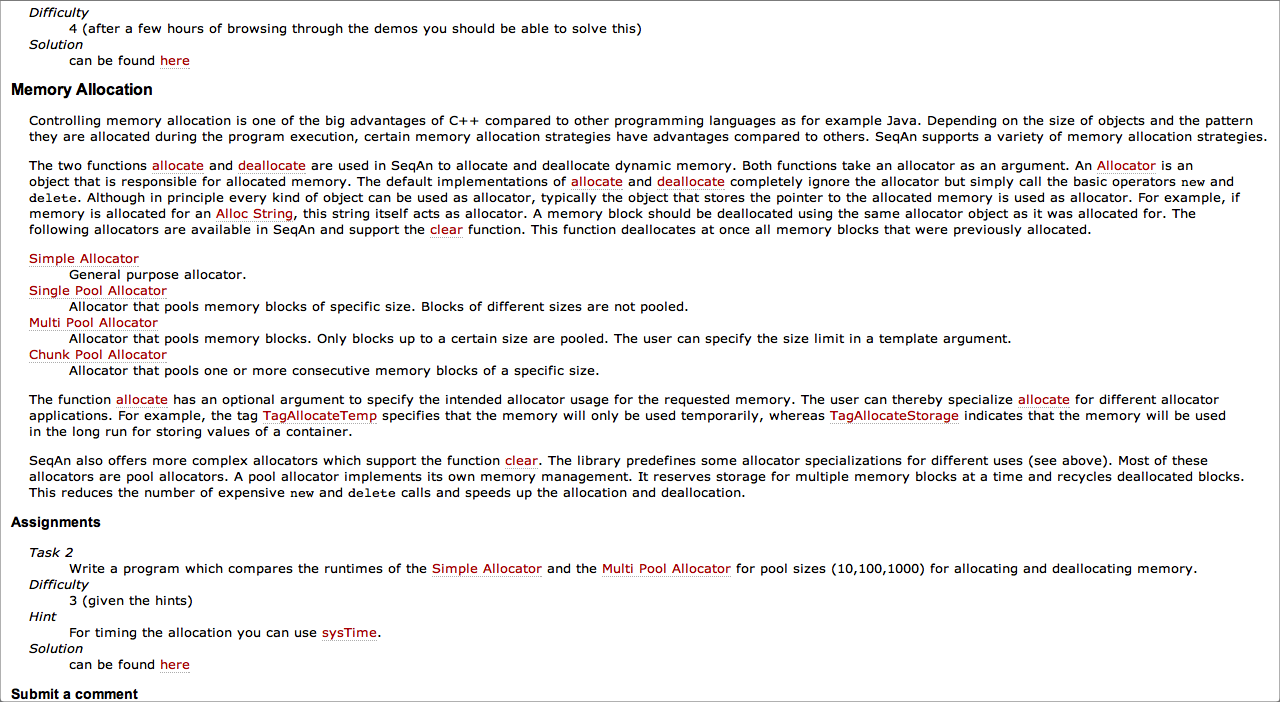 Difficulty
4 (after a few hours of browsing through the demos you should be able to solve this)
Solution
can be found here
Memory Allocation
Controlling memory allocation is one of the big advantages of C++ compared to other programming languages as for example Java. Depending on the size of objects and the pattern
they are allocated during the program execution, certain memory allocation strategies have advantages compared to others. SeqAn supports a variety of memory allocation strategies.
The two functions allocate and deallocate are used in SeqAn to allocate and deallocate dynamic memory. Both functions take an allocator as an argument. An Allocator is an
object that is responsible for allocated memory. The default implementations of allocate and deallocate completely ignore the allocator but simply call the basic operators new and
delete. Although in principle every kind of object can be used as allocator, typically the object that stores the pointer to the allocated memory is used as allocator. For example, if
memory is allocated for an Alloc String, this string itself acts as allocator. A memory block should be deallocated using the same allocator object as it was allocated for. The
following allocators are available in SeqAn and support the clear function. This function deallocates at once all memory blocks that were previously allocated.
Simple Allocator
General purpose allocator.
Single Pool Allocator
Allocator that pools memory blocks of specific size. Blocks of different sizes are not pooled.
Multi Pool Allocator
Allocator that pools memory blocks. Only blocks up to a certain size are pooled. The user can specify the size limit in a template argument.
Chunk Pool Allocator
Allocator that pools one or more consecutive memory blocks of a specific size.
The function allocate has an optional argument to specify the intended allocator usage for the requested memory. The user can thereby specialize allocate for different allocator
applications. For example, the tag TagAllocateTemp specifies that the memory will only be used temporarily, whereas TagAllocateStorage indicates that the memory will be used
in the long run for storing values of a container.
SeqAn also offers more complex allocators which support the function clear. The library predefines some allocator specializations for different uses (see above). Most of these
allocators are pool allocators. A pool allocator implements its own memory management. It reserves storage for multiple memory blocks at a time and recycles deallocated blocks.
This reduces the number of expensive new and delete calls and speeds up the allocation and deallocation.
Assignments
Task 2
Write a program which compares the runtimes of the Simple Allocator and the Multi Pool Allocator for pool sizes (10,100,1000) for allocating and deallocating memory.
Difficulty
3 (given the hints)
Hint
For timing the allocation you can use sysTime.
Solution
can be found here
Submit a comment